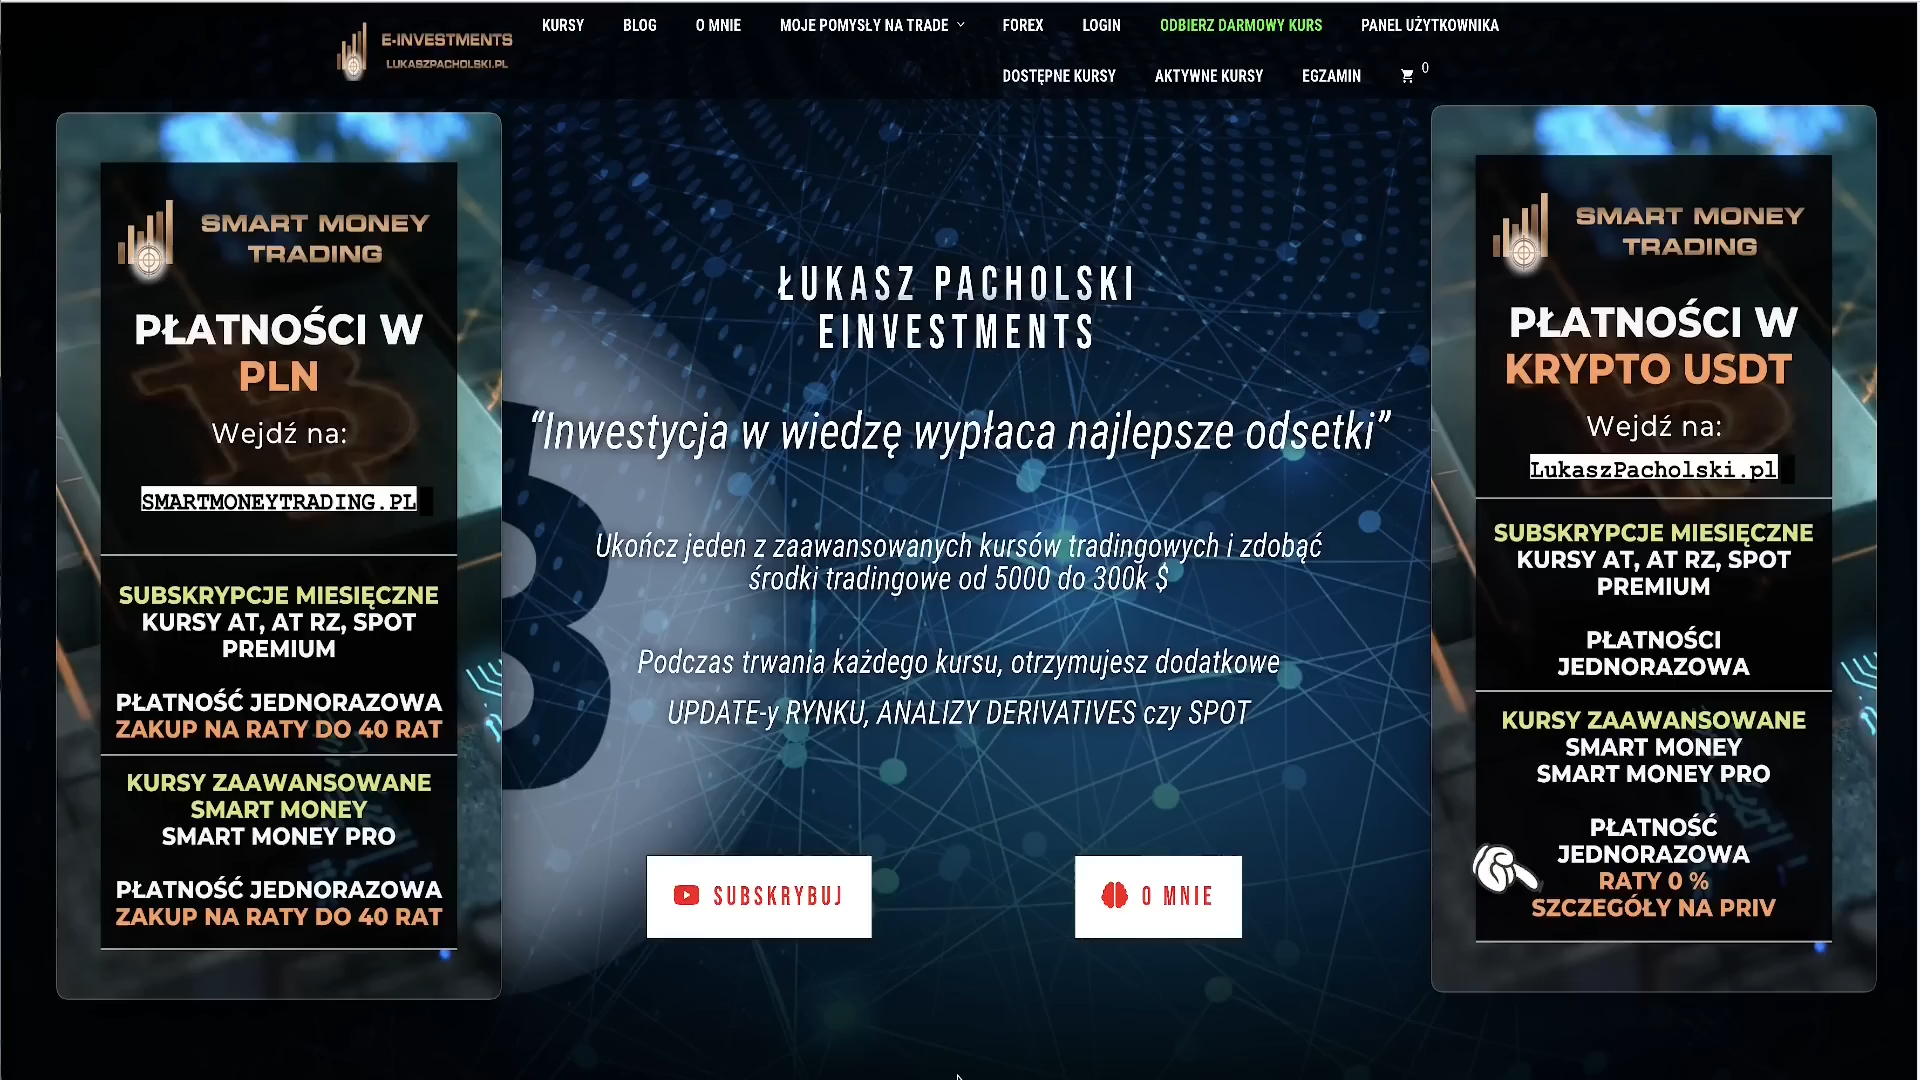 E-INVESTMENTS
LUKASZPACHOLSKI.PL
KURSY BLOG O MNIE MOJE POMYSŁY NA TRADE FOREX LOGIN ODBIERZ DARMOWY KURS PANEL UŻYTKOWNIKA
DOSTĘPNE KURSY AKTYWNE KURSY EGZAMIN 0
SMART MONEY
TRADING
PŁATNOŚCI W
PLN
Wejdź na:
SMARTMONEYTRADING.PL
SUBSKRYPCJE MIESIĘCZNE
KURSY AT, AT RZ, SPOT
PREMIUM
PŁATNOŚĆ JEDNORAZOWA
ZAKUP NA RATY DO 40 RAT
KURSY ZAAWANSOWANE
SMART MONEY
SMART MONEY PRO
PŁATNOŚĆ JEDNORAZOWA
ZAKUP NA RATY DO 40 RAT
ŁUKASZ PACHOLSKI
EINVESTMENTS
“Inwestycja w wiedzę wypłaca najlepsze odsetki”
Ukończ jeden z zaawansowanych kursów tradingowych i zdobąć
środki tradingowe od 5000 do 300k $
Podczas trwania każdego kursu, otrzymujesz dodatkowe
UPDATE-y RYNKU, ANALIZY DERIVATIVES czy SPOT
SUBSKRYBUJ
O MNIE
SMART MONEY
TRADING
PŁATNOŚCI W
KRYPTO USDT
Wejdź na:
LukaszPacholski.pl
SUBSKRYPCJE MIESIĘCZNE
KURSY AT, AT RZ, SPOT
PREMIUM
PŁATNOŚCI
JEDNORAZOWA
KURSY ZAAWANSOWANE
SMART MONEY
SMART MONEY PRO
PŁATNOŚĆ
JEDNORAZOWA
RATY 0 %
SZCZEGÓŁY NA PRIV